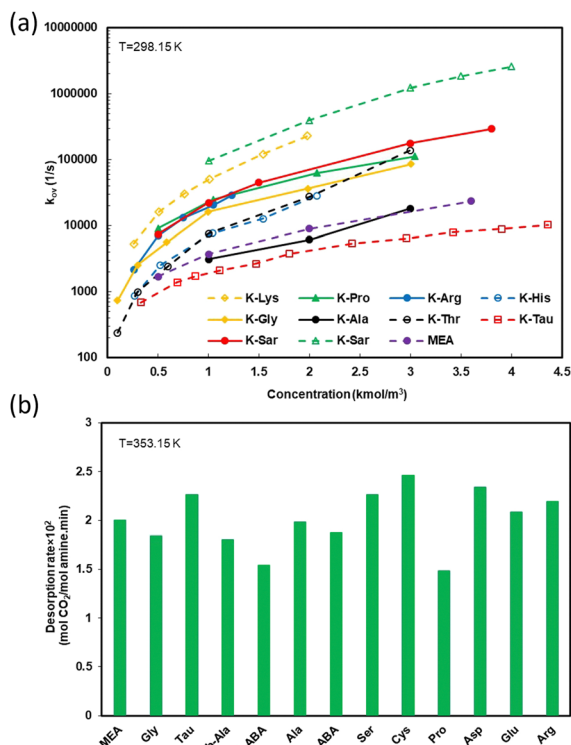 (a)
T=298.15 K
10000000
1000000
100000
10000
1000
100
kov (1/s)
0 0.5 1 1.5 2 2.5 3 3.5 4 4.5
Concentration (kmol/m³)
K-Lys K-Pro K-Arg K-His
K-Gly K-Ala K-Thr K-Tau
K-Sar K-Sar MEA
(b)
T=353.15 K
3
2.5
2
1.5
1
0.5
0
Desorption rate×10²
(mol CO₂/mol amine.min)
MEA Gly Tau -Ala ABA Ala ABA Ser Cys Pro Asp Glu Arg